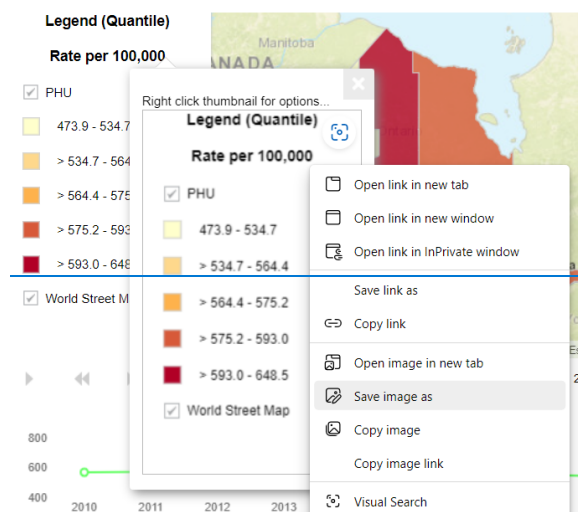 Legend (Quantile)
Rate per 100,000
PHU
473.9 - 534.7
> 534.7 - 564
> 564.4 - 575
> 575.2 - 593
> 593.0 - 648
World Street M
Manitoba
ANADA
Right click thumbnail for options...
Legend (Quantile)
Rate per 100,000
PHU
473.9 - 534.7
> 534.7 - 564.4
> 564.4 - 575.2
> 575.2 - 593.0
> 593.0 - 648.5
World Street Map
Open link in new tab
Open link in new window
Open link in InPrivate window
Save link as
Copy link
Open image in new tab
Save image as
Copy image
Copy image link
Visual Search
800
600
400
2010
2011
2012
2013